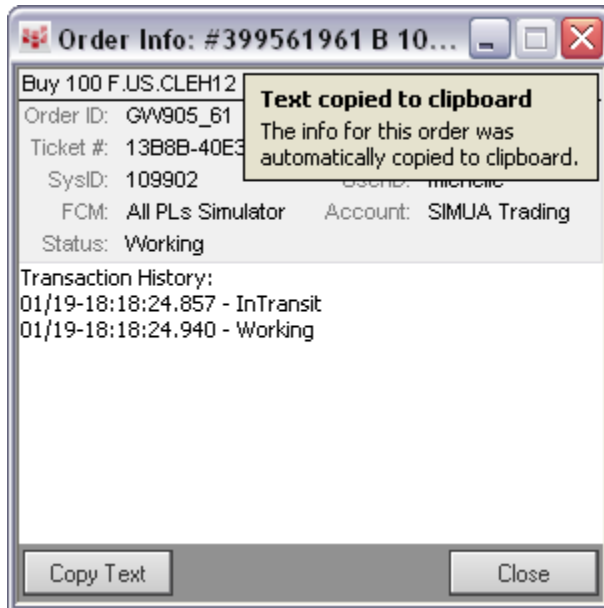 Order Info: #399561961 B 10...
Buy 100 F.US.CLEH12
Text copied to clipboard
The info for this order was
automatically copied to clipboard.
Order ID: GW905_61
Ticket #: 13B8B-40E3
SysID: 109902 UserID: michelle
FCM: All PLs Simulator Account: SIMUA Trading
Status: Working
Transaction History:
01/19-18:18:24.857 - InTransit
01/19-18:18:24.940 - Working
Copy Text Close